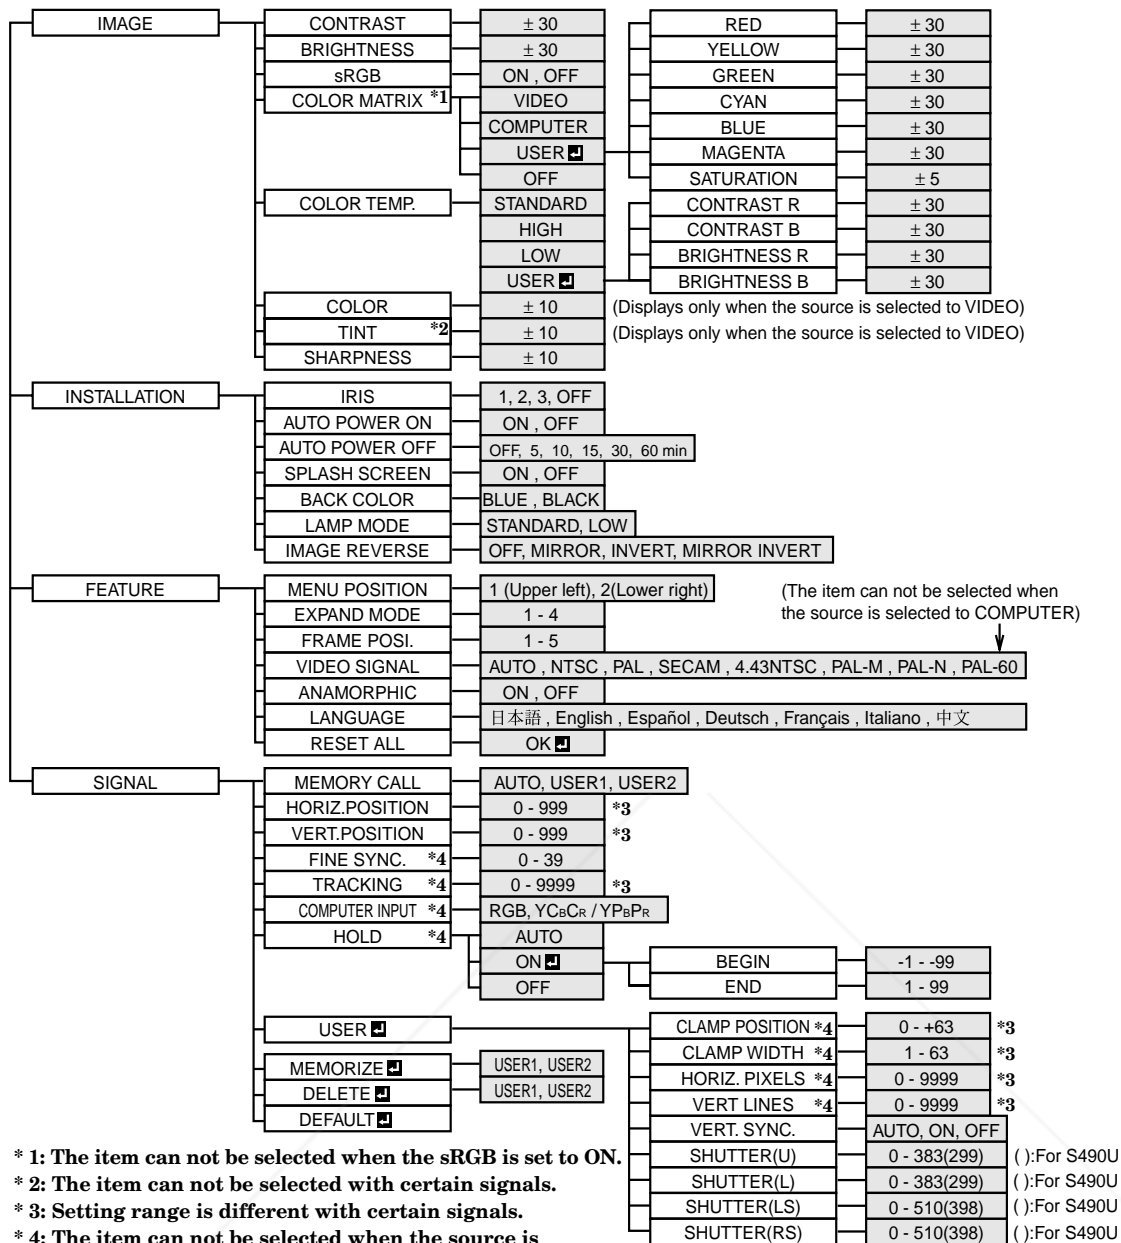 IMAGE CONTRAST ± 30 RED ± 30
BRIGHTNESS ± 30 YELLOW ± 30
sRGB ON , OFF GREEN ± 30
COLOR MATRIX *1 VIDEO CYAN ± 30
COMPUTER BLUE ± 30
USER MAGENTA ± 30
OFF SATURATION ± 5
COLOR TEMP. STANDARD CONTRAST R ± 30
HIGH CONTRAST B ± 30
LOW BRIGHTNESS R ± 30
USER BRIGHTNESS B ± 30
COLOR ± 10 (Displays only when the source is selected to VIDEO)
TINT *2 ± 10 (Displays only when the source is selected to VIDEO)
SHARPNESS ± 10
INSTALLATION IRIS 1, 2, 3, OFF
AUTO POWER ON ON , OFF
AUTO POWER OFF OFF, 5, 10, 15, 30, 60 min
SPLASH SCREEN ON , OFF
BACK COLOR BLUE , BLACK
LAMP MODE STANDARD, LOW
IMAGE REVERSE OFF, MIRROR, INVERT, MIRROR INVERT
FEATURE MENU POSITION 1 (Upper left), 2(Lower right) (The item can not be selected when
EXPAND MODE 1 - 4 the source is selected to COMPUTER)
FRAME POSI. 1 - 5
VIDEO SIGNAL AUTO , NTSC , PAL , SECAM , 4.43NTSC , PAL-M , PAL-N , PAL-60
ANAMORPHIC ON , OFF
LANGUAGE 日本語 , English , Español , Deutsch , Français , Italiano , 中文
RESET ALL OK
SIGNAL MEMORY CALL AUTO, USER1, USER2
HORIZ.POSITION 0 - 999 *3
VERT.POSITION 0 - 999 *3
FINE SYNC. *4 0 - 39
TRACKING *4 0 - 9999 *3
COMPUTER INPUT *4 RGB, YCBCR / YPBPR
HOLD *4 AUTO
ON BEGIN -1 - -99
OFF END 1 - 99
USER CLAMP POSITION *4 0 - +63 *3
CLAMP WIDTH *4 1 - 63 *3
MEMORIZE USER1, USER2 HORIZ. PIXELS *4 0 - 9999 *3
DELETE USER1, USER2 VERT LINES *4 0 - 9999 *3
DEFAULT VERT. SYNC. AUTO, ON, OFF
SHUTTER(U) 0 - 383(299) ( ):For S490U
SHUTTER(L) 0 - 383(299) ( ):For S490U
SHUTTER(LS) 0 - 510(398) ( ):For S490U
SHUTTER(RS) 0 - 510(398) ( ):For S490U
* 1: The item can not be selected when the sRGB is set to ON.
* 2: The item can not be selected with certain signals.
* 3: Setting range is different with certain signals.
* 4: The item can not be selected when the source is